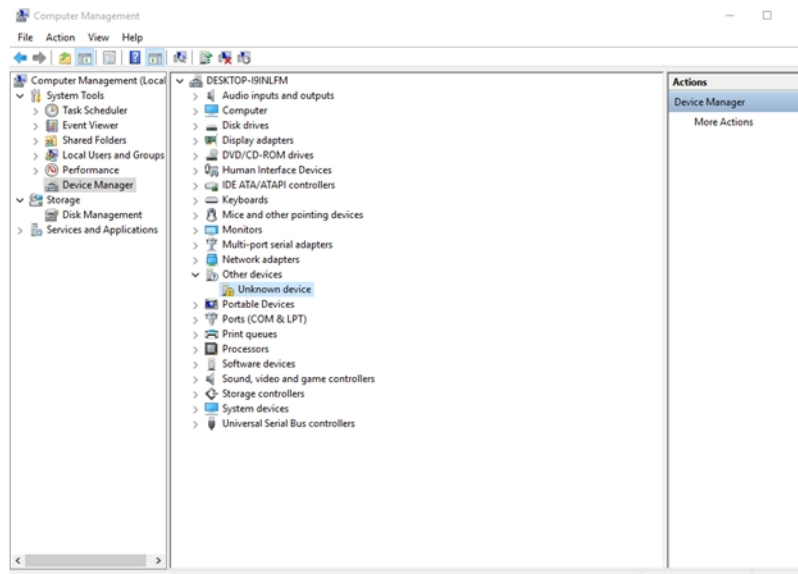 Computer Management
File Action View Help
Computer Management (Local
System Tools
Task Scheduler
Event Viewer
Shared Folders
Local Users and Groups
Performance
Device Manager
Storage
Disk Management
Services and Applications
DESKTOP-I9INLFM
Audio inputs and outputs
Computer
Disk drives
Display adapters
DVD/CD-ROM drives
Human Interface Devices
IDE ATA/ATAPI controllers
Keyboards
Mice and other pointing devices
Monitors
Multi-port serial adapters
Network adapters
Other devices
Unknown device
Portable Devices
Ports (COM & LPT)
Print queues
Processors
Software devices
Sound, video and game controllers
Storage controllers
System devices
Universal Serial Bus controllers
Actions
Device Manager
More Actions